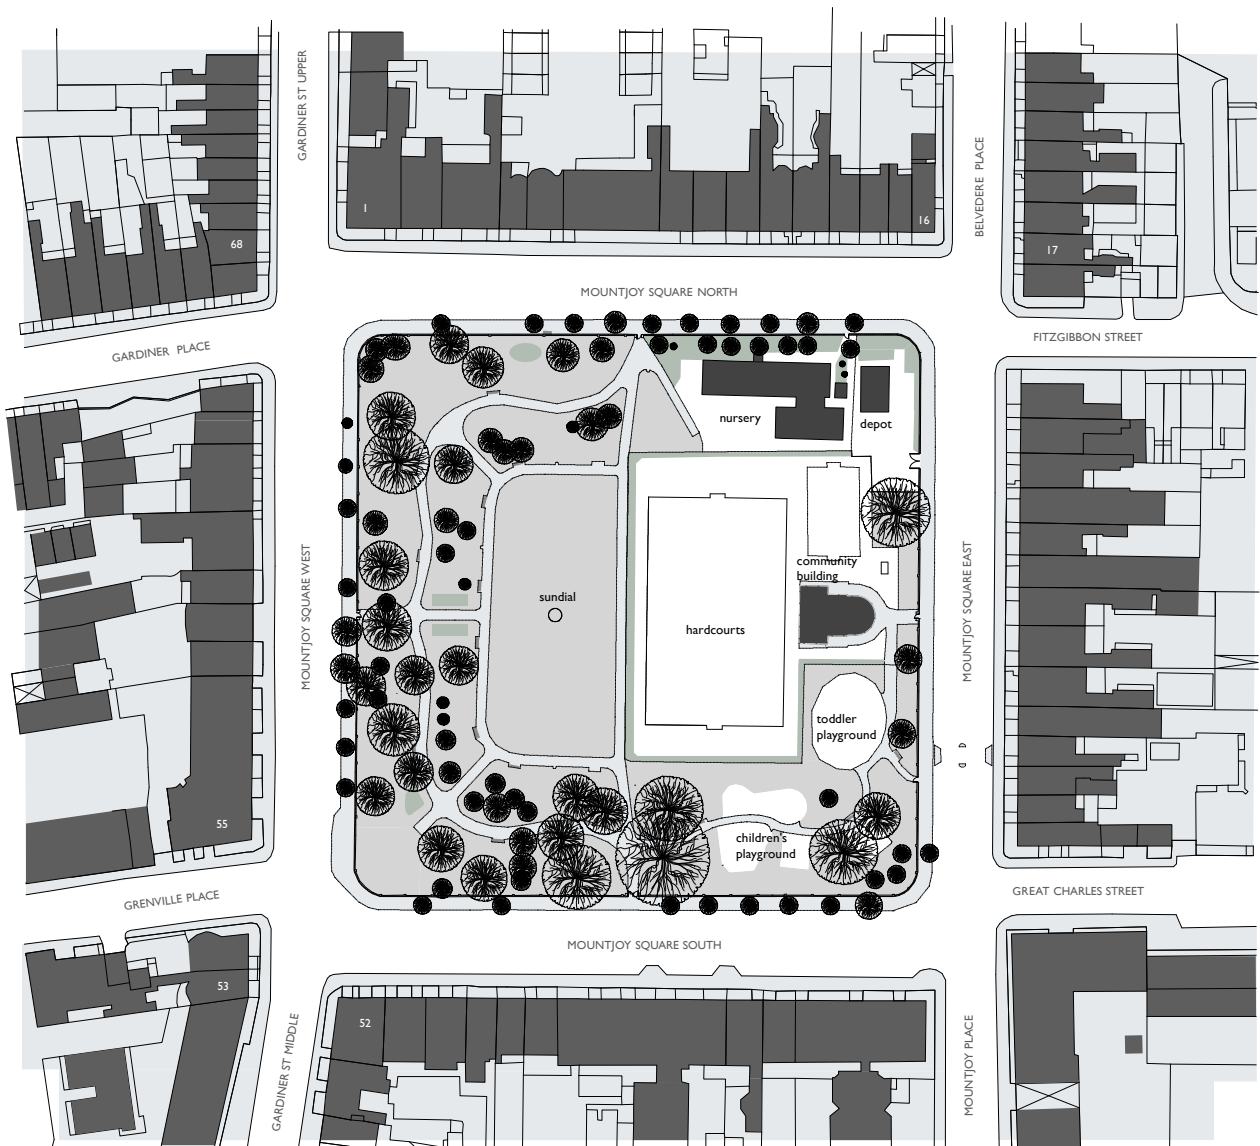 GARDINER ST UPPER
BELVEDERE PLACE
1
16
68
17
MOUNTJOY SQUARE NORTH
FITZGIBBON STREET
GARDINER PLACE
nursery
depot
MOUNTJOY SQUARE WEST
MOUNTJOY SQUARE EAST
community
building
sundial
hardcourts
toddler
playground
55
children's
playground
GRENVILLE PLACE
GREAT CHARLES STREET
MOUNTJOY SQUARE SOUTH
53
52
GARDINER ST MIDDLE
MOUNTJOY PLACE